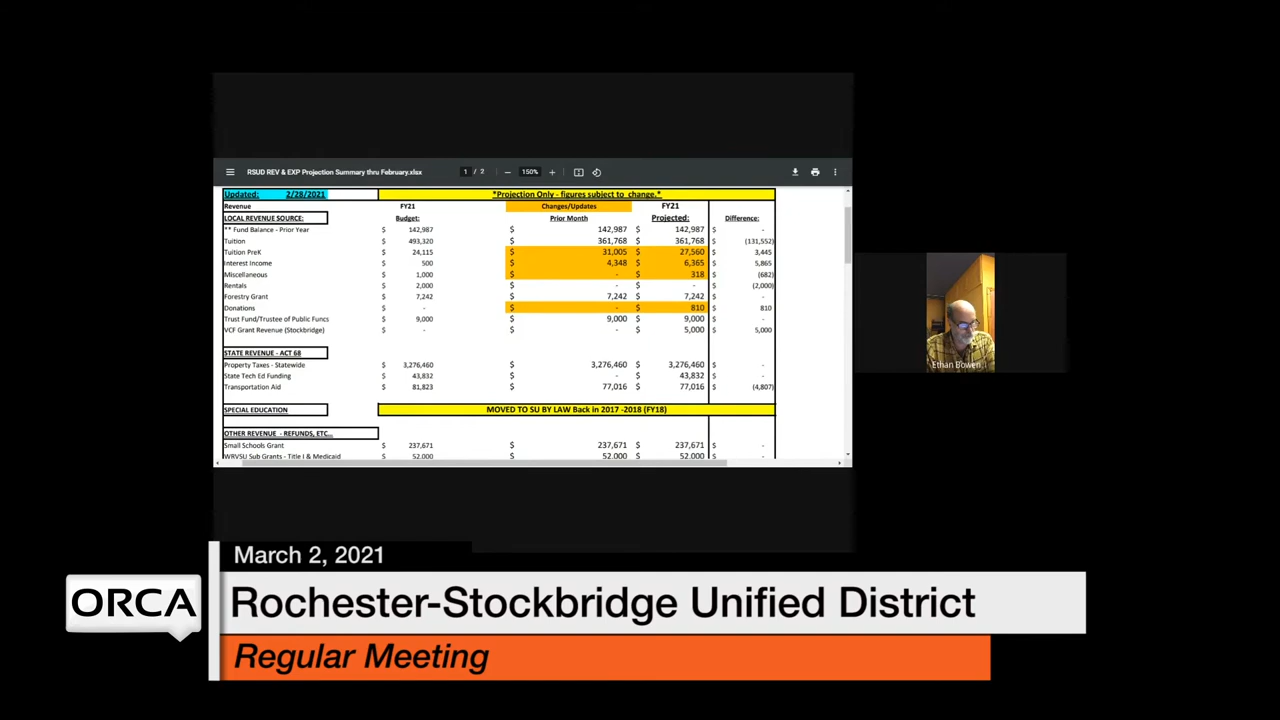 RSUD REV & EXP Projection Summary thru February.xlsx 1 / 2 150%
Updated: 2/28/2021 *Projection Only - figures subject to change.*
Revenue FY21 Changes/Updates FY21
LOCAL REVENUE SOURCE: Budget: Prior Month Projected: Difference:
** Fund Balance - Prior Year $ 142,987 $ 142,987 $ 142,987 $ -
Tuition $ 493,320 $ 361,768 $ 361,768 $ (131,552)
Tuition PreK $ 24,115 $ 31,005 $ 27,560 $ 3,445
Interest Income $ 500 $ 4,348 $ 6,365 $ 5,865
Miscellaneous $ 1,000 $ - $ 318 $ (682)
Rentals $ 2,000 $ - $ - $ (2,000)
Forestry Grant $ 7,242 $ 7,242 $ 7,242 $ -
Donations $ - $ - $ 810 $ 810
Trust Fund/Trustee of Public Funcs $ 9,000 $ 9,000 $ 9,000 $ -
VCF Grant Revenue (Stockbridge) $ - $ - $ 5,000 $ 5,000
STATE REVENUE - ACT 68
Property Taxes - Statewide $ 3,276,460 $ 3,276,460 $ 3,276,460 $ -
State Tech Ed Funding $ 43,832 $ - $ 43,832 $ -
Transportation Aid $ 81,823 $ 77,016 $ 77,016 $ (4,807)
SPECIAL EDUCATION MOVED TO SU BY LAW Back in 2017 -2018 (FY18)
OTHER REVENUE - REFUNDS, ETC...
Small Schools Grant $ 237,671 $ 237,671 $ 237,671 $ -
WRVSU Sub Grants - Title I & Medicaid $ 52,000 $ 52,000 $ 52,000 $ -
Ethan Bowen
March 2, 2021
ORCA
Rochester-Stockbridge Unified District
Regular Meeting